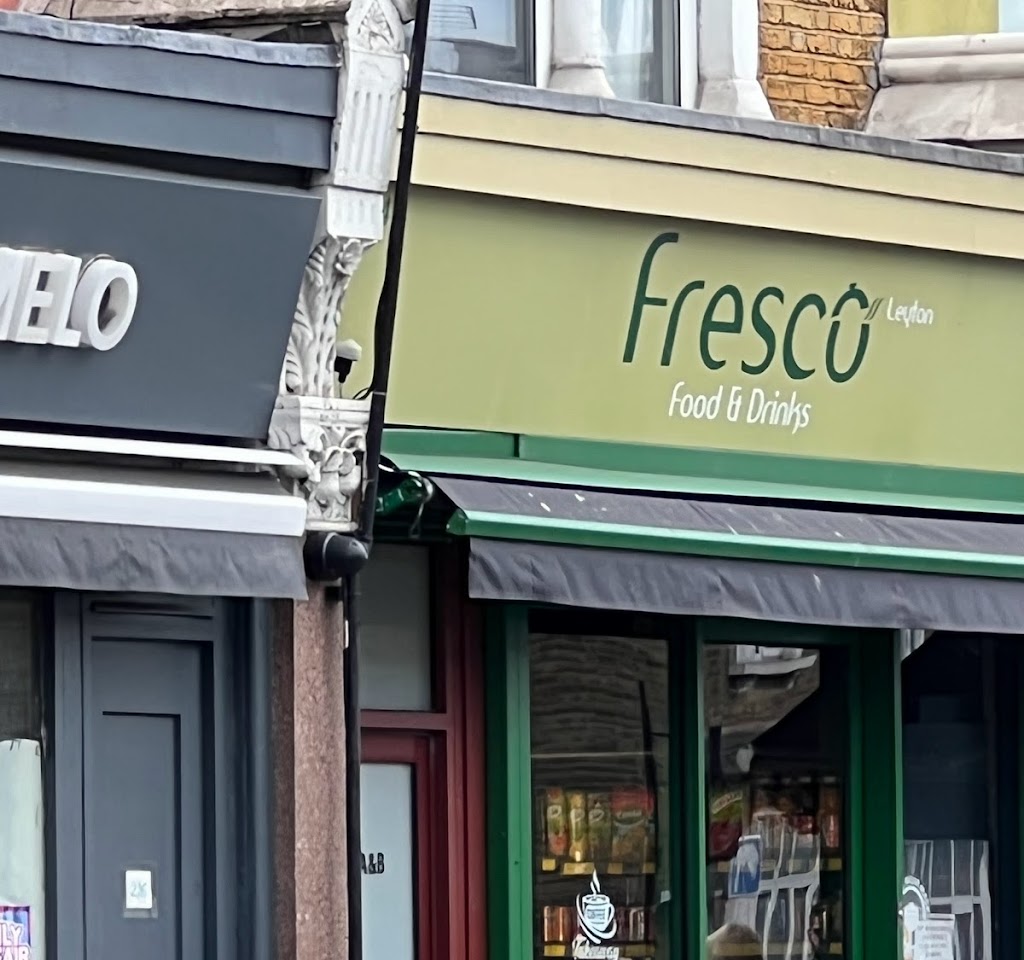 MELO
Fresco
Leyton
Food & Drinks
A&B